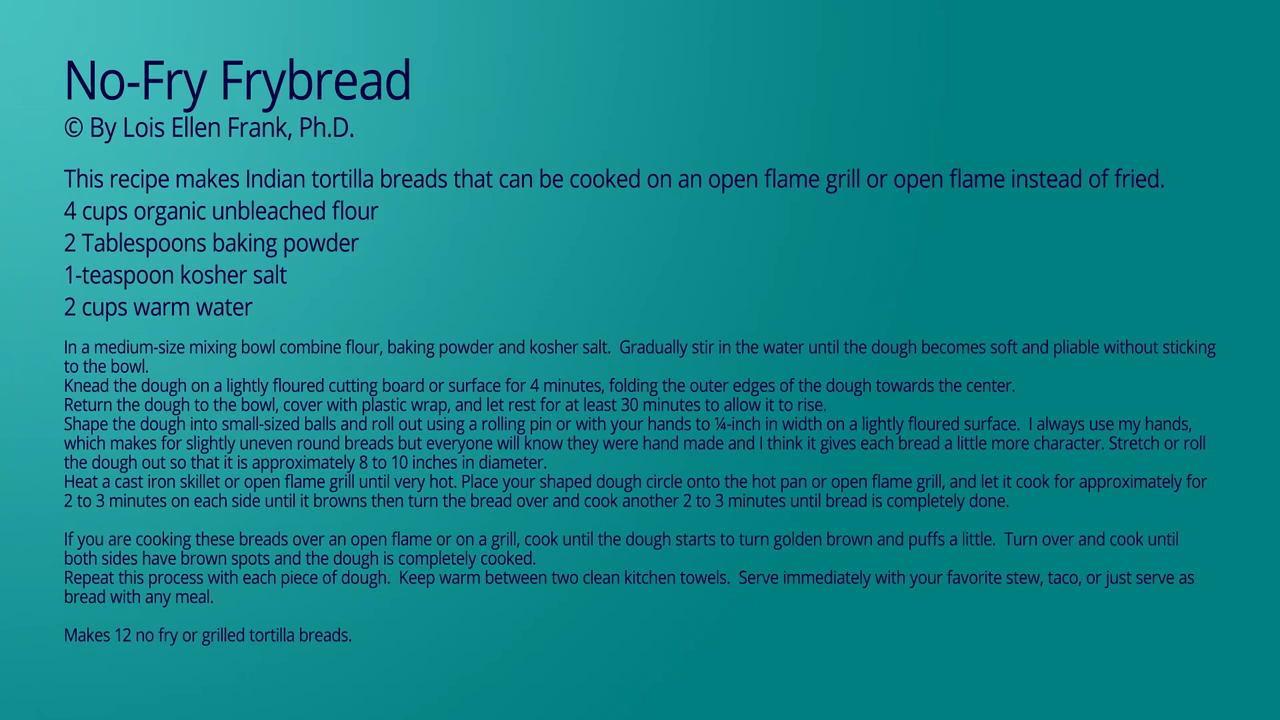 No-Fry Frybread
© By Lois Ellen Frank, Ph.D.
This recipe makes Indian tortilla breads that can be cooked on an open flame grill or open flame instead of fried.
4 cups organic unbleached flour
2 Tablespoons baking powder
1-teaspoon kosher salt
2 cups warm water
In a medium-size mixing bowl combine flour, baking powder and kosher salt.  Gradually stir in the water until the dough becomes soft and pliable without sticking
to the bowl.
Knead the dough on a lightly floured cutting board or surface for 4 minutes, folding the outer edges of the dough towards the center.
Return the dough to the bowl, cover with plastic wrap, and let rest for at least 30 minutes to allow it to rise.
Shape the dough into small-sized balls and roll out using a rolling pin or with your hands to ¼-inch in width on a lightly floured surface.  I always use my hands,
which makes for slightly uneven round breads but everyone will know they were hand made and I think it gives each bread a little more character. Stretch or roll
the dough out so that it is approximately 8 to 10 inches in diameter.
Heat a cast iron skillet or open flame grill until very hot. Place your shaped dough circle onto the hot pan or open flame grill, and let it cook for approximately for
2 to 3 minutes on each side until it browns then turn the bread over and cook another 2 to 3 minutes until bread is completely done.
If you are cooking these breads over an open flame or on a grill, cook until the dough starts to turn golden brown and puffs a little.  Turn over and cook until
both sides have brown spots and the dough is completely cooked.
Repeat this process with each piece of dough.  Keep warm between two clean kitchen towels.  Serve immediately with your favorite stew, taco, or just serve as
bread with any meal.
Makes 12 no fry or grilled tortilla breads.